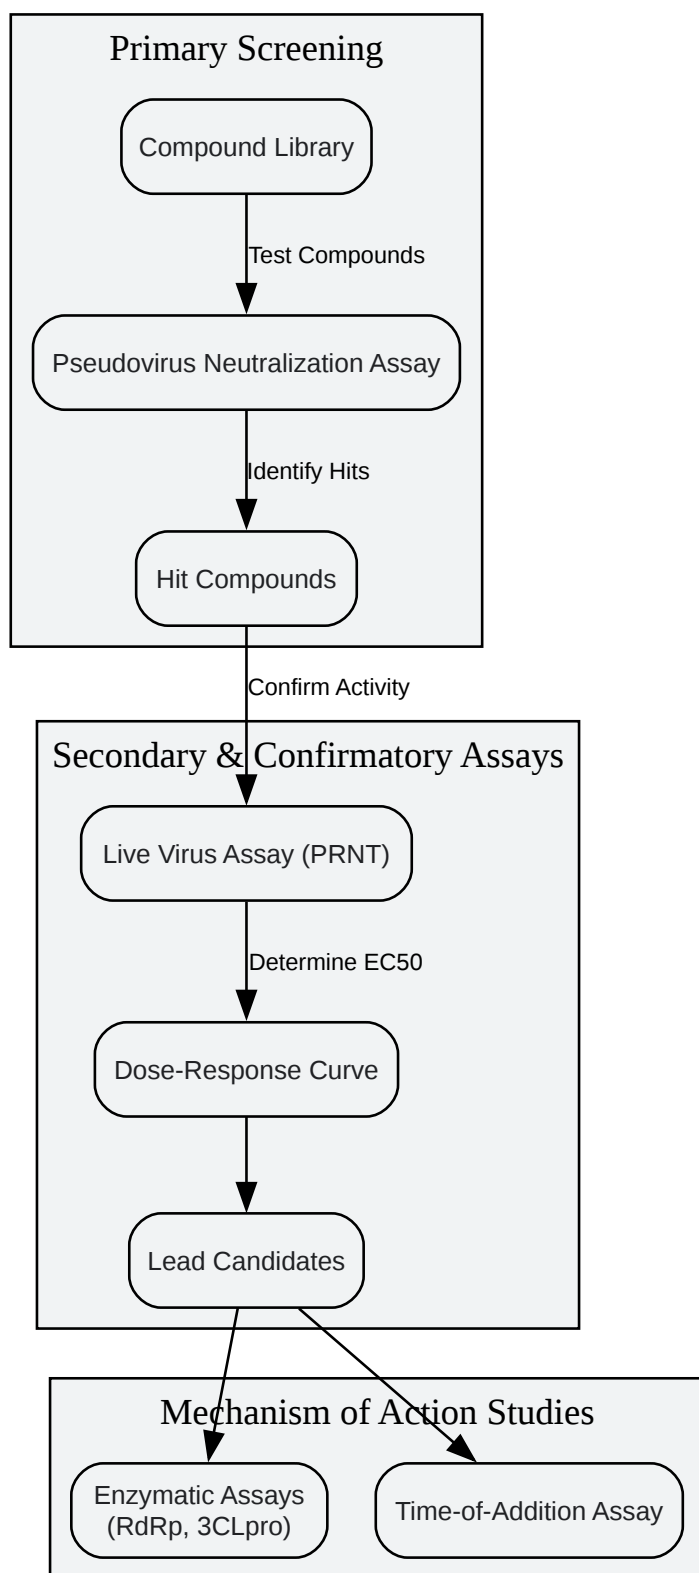 Primary Screening
Compound Library
Test Compounds
Pseudovirus Neutralization Assay
Identify Hits
Hit Compounds
Confirm Activity
Secondary & Confirmatory Assays
Live Virus Assay (PRNT)
Determine EC50
Dose-Response Curve
Lead Candidates
Mechanism of Action Studies
Enzymatic Assays
(RdRp, 3CLpro)
Time-of-Addition Assay